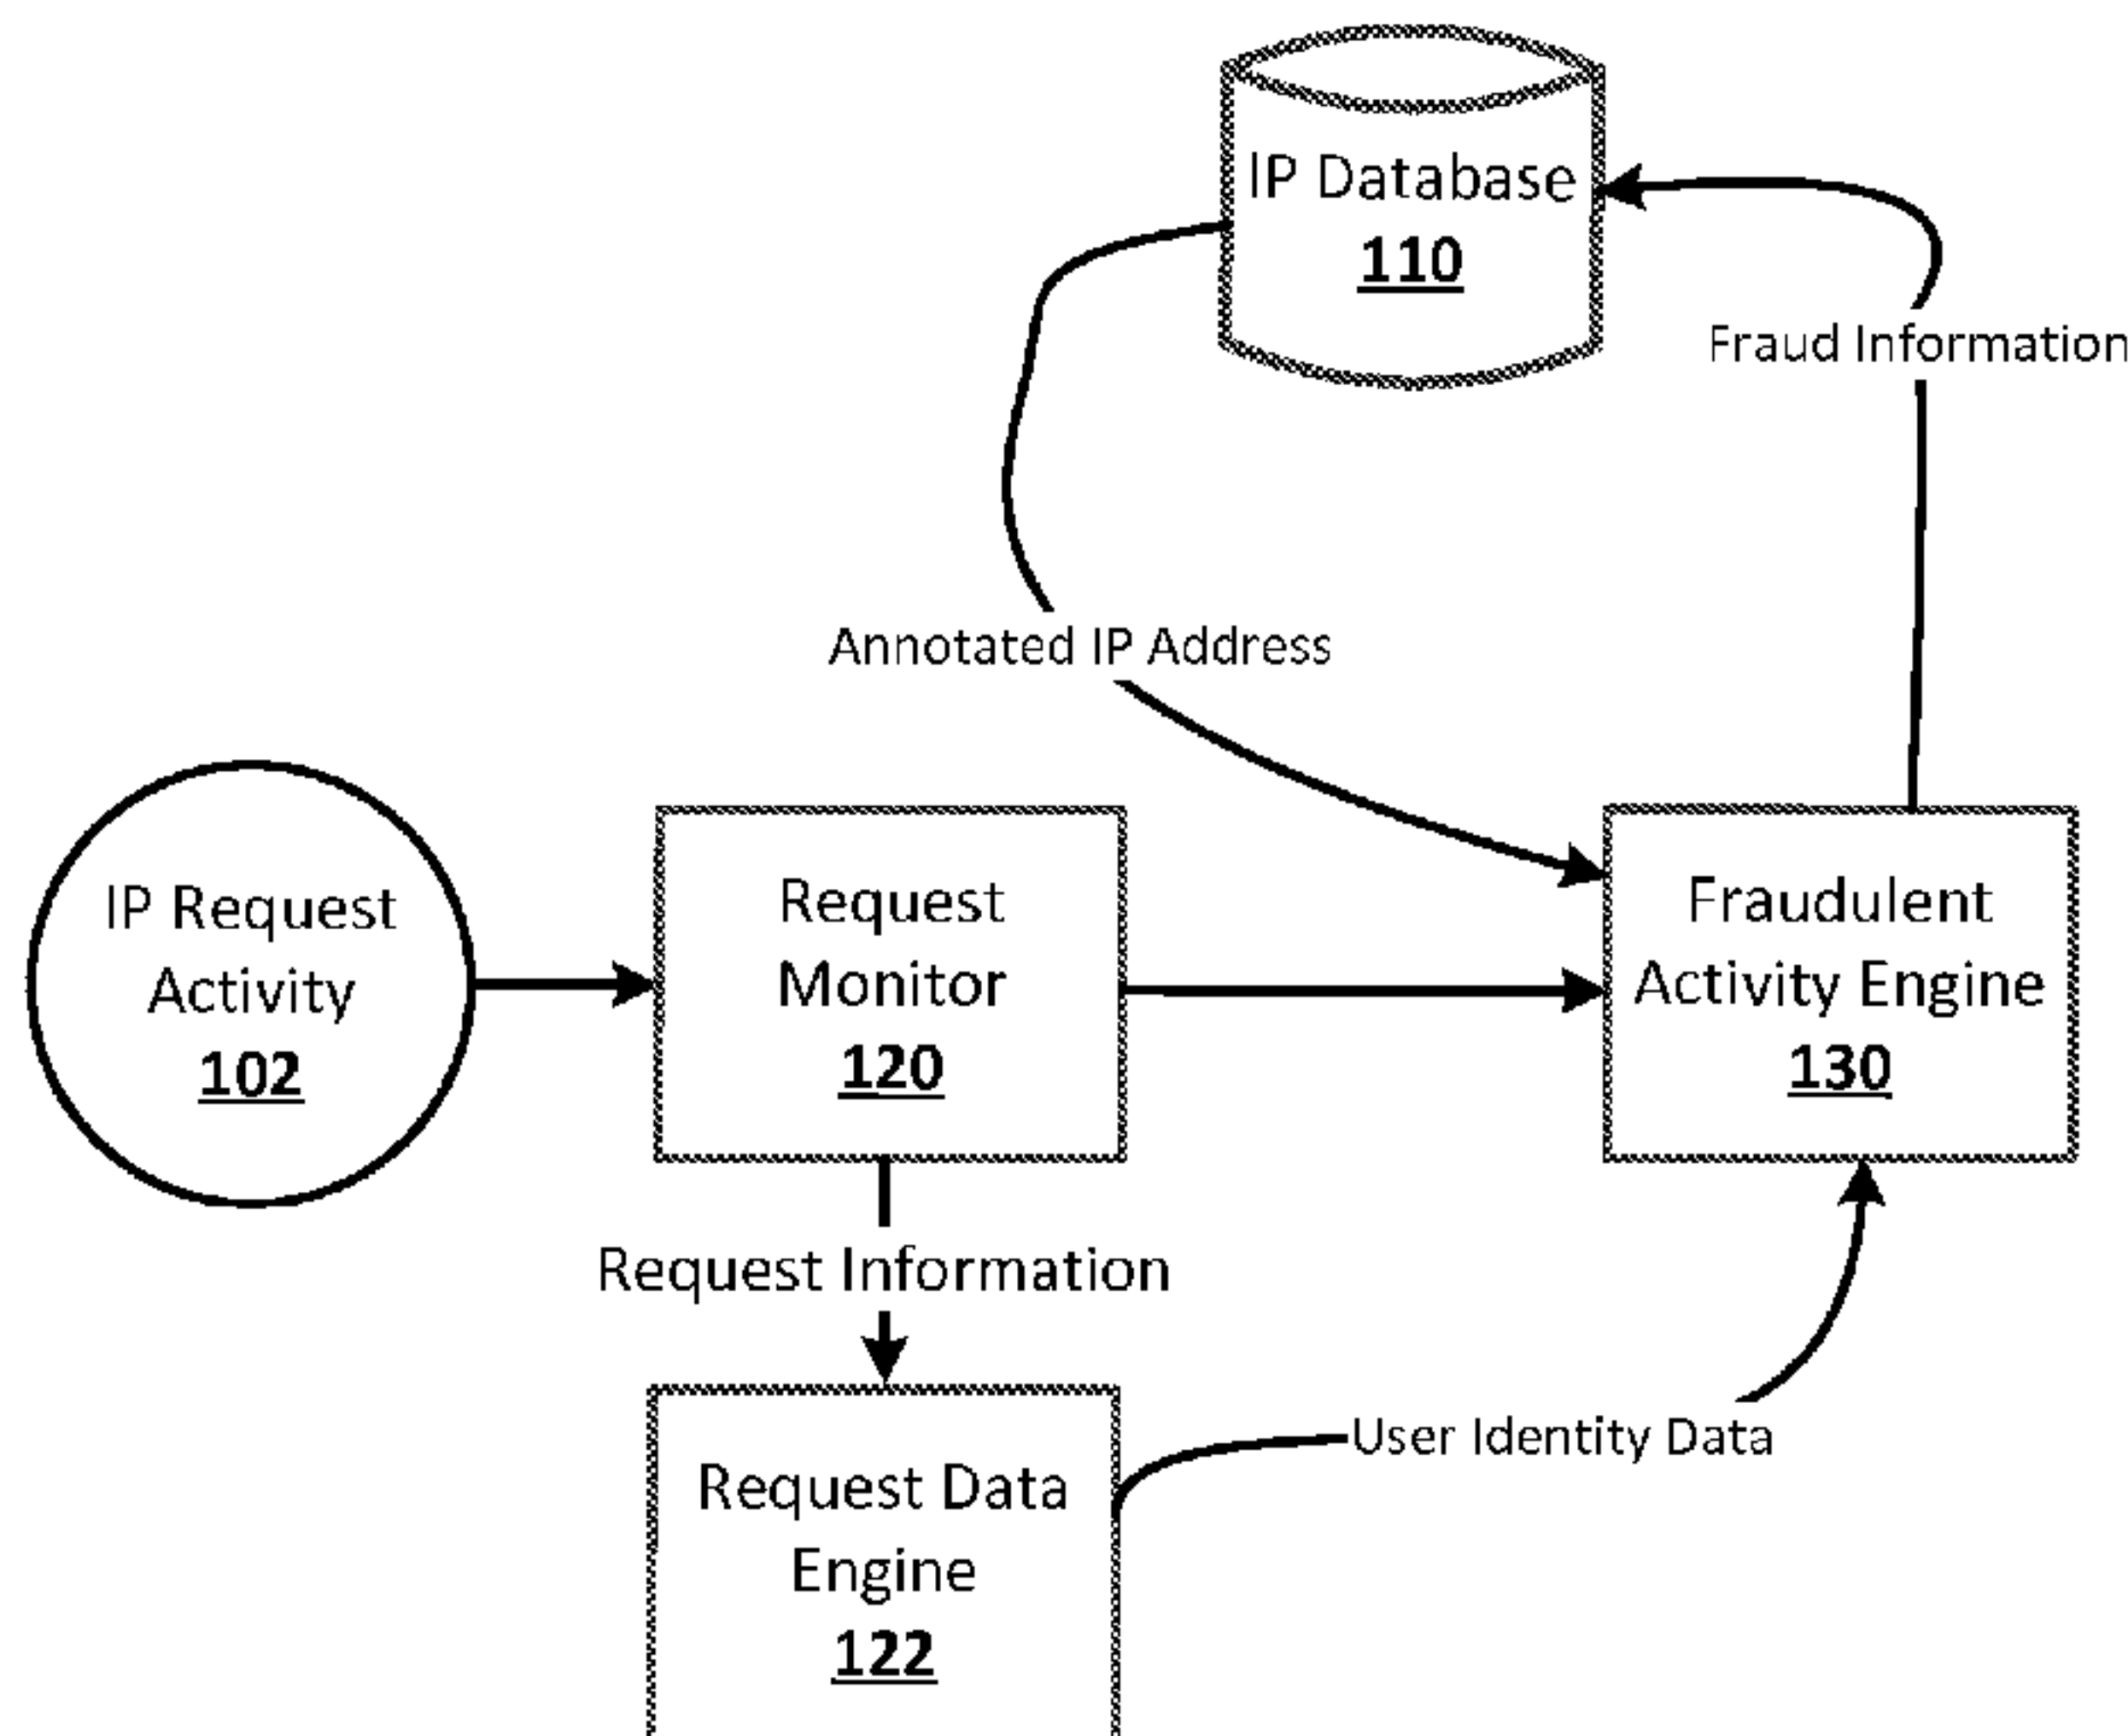 IP Database
110
Fraud Information
Annotated IP Address
IP Request
Activity
102
Request
Monitor
120
Fraudulent
Activity Engine
130
Request Information
User Identity Data
Request Data
Engine
122